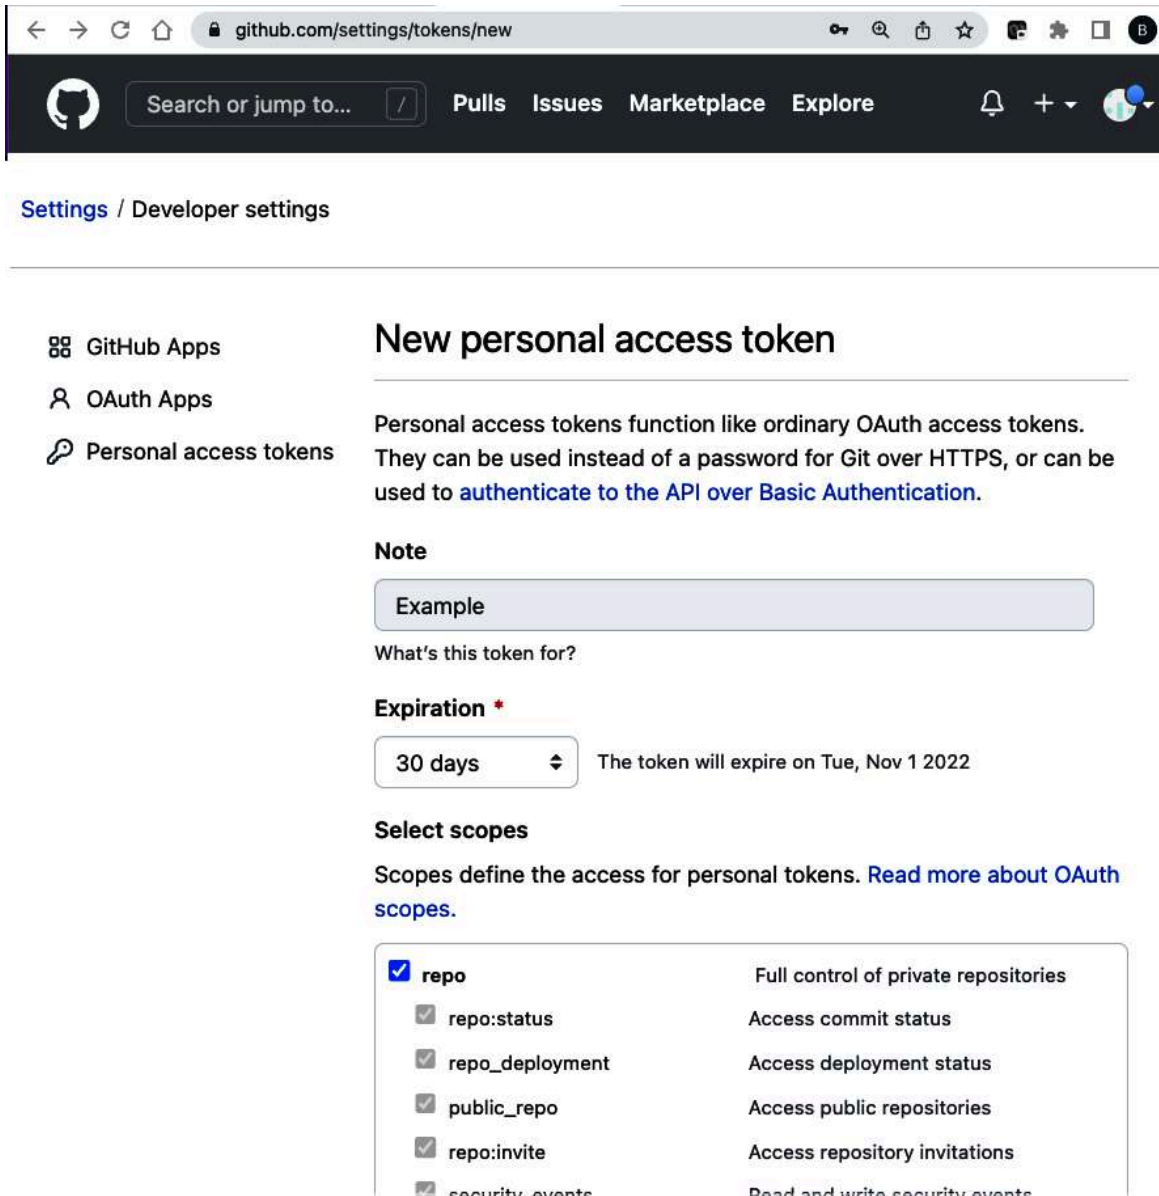 github.com/settings/tokens/new
B
Search or jump to... / Pulls Issues Marketplace Explore
Settings / Developer settings
GitHub Apps
OAuth Apps
Personal access tokens
New personal access token
Personal access tokens function like ordinary OAuth access tokens.
They can be used instead of a password for Git over HTTPS, or can be
used to authenticate to the API over Basic Authentication.
Note
Example
What's this token for?
Expiration *
30 days The token will expire on Tue, Nov 1 2022
Select scopes
Scopes define the access for personal tokens. Read more about OAuth
scopes.
repo Full control of private repositories
repo:status Access commit status
repo_deployment Access deployment status
public_repo Access public repositories
repo:invite Access repository invitations
security_events Read and write security events